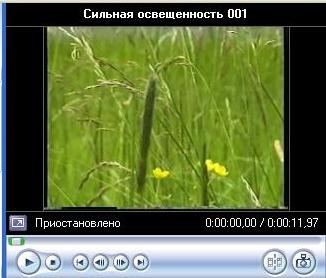 Сильная освещенность 001
Приостановлено 0:00:00,00 / 0:00:11,97